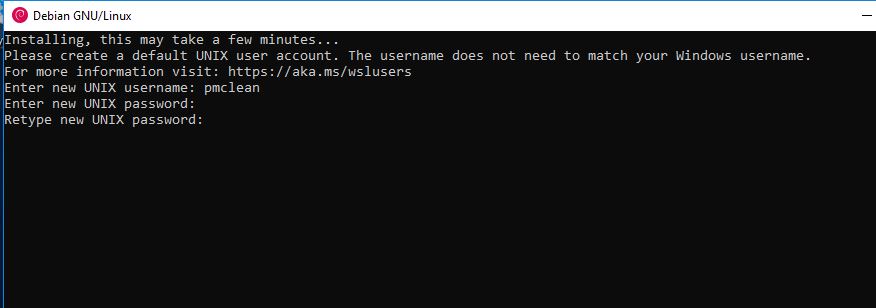 Debian GNU/Linux
Installing, this may take a few minutes...
Please create a default UNIX user account. The username does not need to match your Windows username.
For more information visit: https://aka.ms/wslusers
Enter new UNIX username: pmclean
Enter new UNIX password:
Retype new UNIX password: